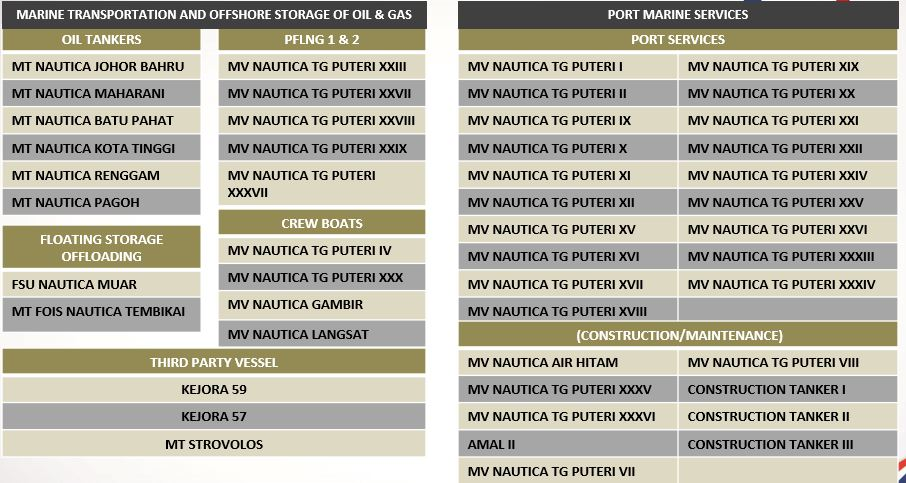 MARINE TRANSPORTATION AND OFFSHORE STORAGE OF OIL & GAS
OIL TANKERS
MT NAUTICA JOHOR BAHRU
MT NAUTICA MAHARANI
MT NAUTICA BATU PAHAT
MT NAUTICA KOTA TINGGI
MT NAUTICA RENGGAM
MT NAUTICA PAGOH
FLOATING STORAGE
OFFLOADING
FSU NAUTICA MUAR
MT FOIS NAUTICA TEMBIKAI
PFLNG 1 & 2
MV NAUTICA TG PUTERI XXIII
MV NAUTICA TG PUTERI XXVII
MV NAUTICA TG PUTERI XXVIII
MV NAUTICA TG PUTERI XXIX
MV NAUTICA TG PUTERI
XXXVII
CREW BOATS
MV NAUTICA TG PUTERI IV
MV NAUTICA TG PUTERI XXX
MV NAUTICA GAMBIR
MV NAUTICA LANGSAT
THIRD PARTY VESSEL
KEJORA 59
KEJORA 57
MT STROVOLOS
PORT MARINE SERVICES
PORT SERVICES
MV NAUTICA TG PUTERI I
MV NAUTICA TG PUTERI XIX
MV NAUTICA TG PUTERI II
MV NAUTICA TG PUTERI XX
MV NAUTICA TG PUTERI IX
MV NAUTICA TG PUTERI XXI
MV NAUTICA TG PUTERI X
MV NAUTICA TG PUTERI XXII
MV NAUTICA TG PUTERI XI
MV NAUTICA TG PUTERI XXIV
MV NAUTICA TG PUTERI XII
MV NAUTICA TG PUTERI XXV
MV NAUTICA TG PUTERI XV
MV NAUTICA TG PUTERI XXVI
MV NAUTICA TG PUTERI XVI
MV NAUTICA TG PUTERI XXXIII
MV NAUTICA TG PUTERI XVII
MV NAUTICA TG PUTERI XXXIV
MV NAUTICA TG PUTERI XVIII
(CONSTRUCTION/MAINTENANCE)
MV NAUTICA AIR HITAM
MV NAUTICA TG PUTERI VIII
MV NAUTICA TG PUTERI XXXV
CONSTRUCTION TANKER I
MV NAUTICA TG PUTERI XXXVI
CONSTRUCTION TANKER II
AMAL II
CONSTRUCTION TANKER III
MV NAUTICA TG PUTERI VII